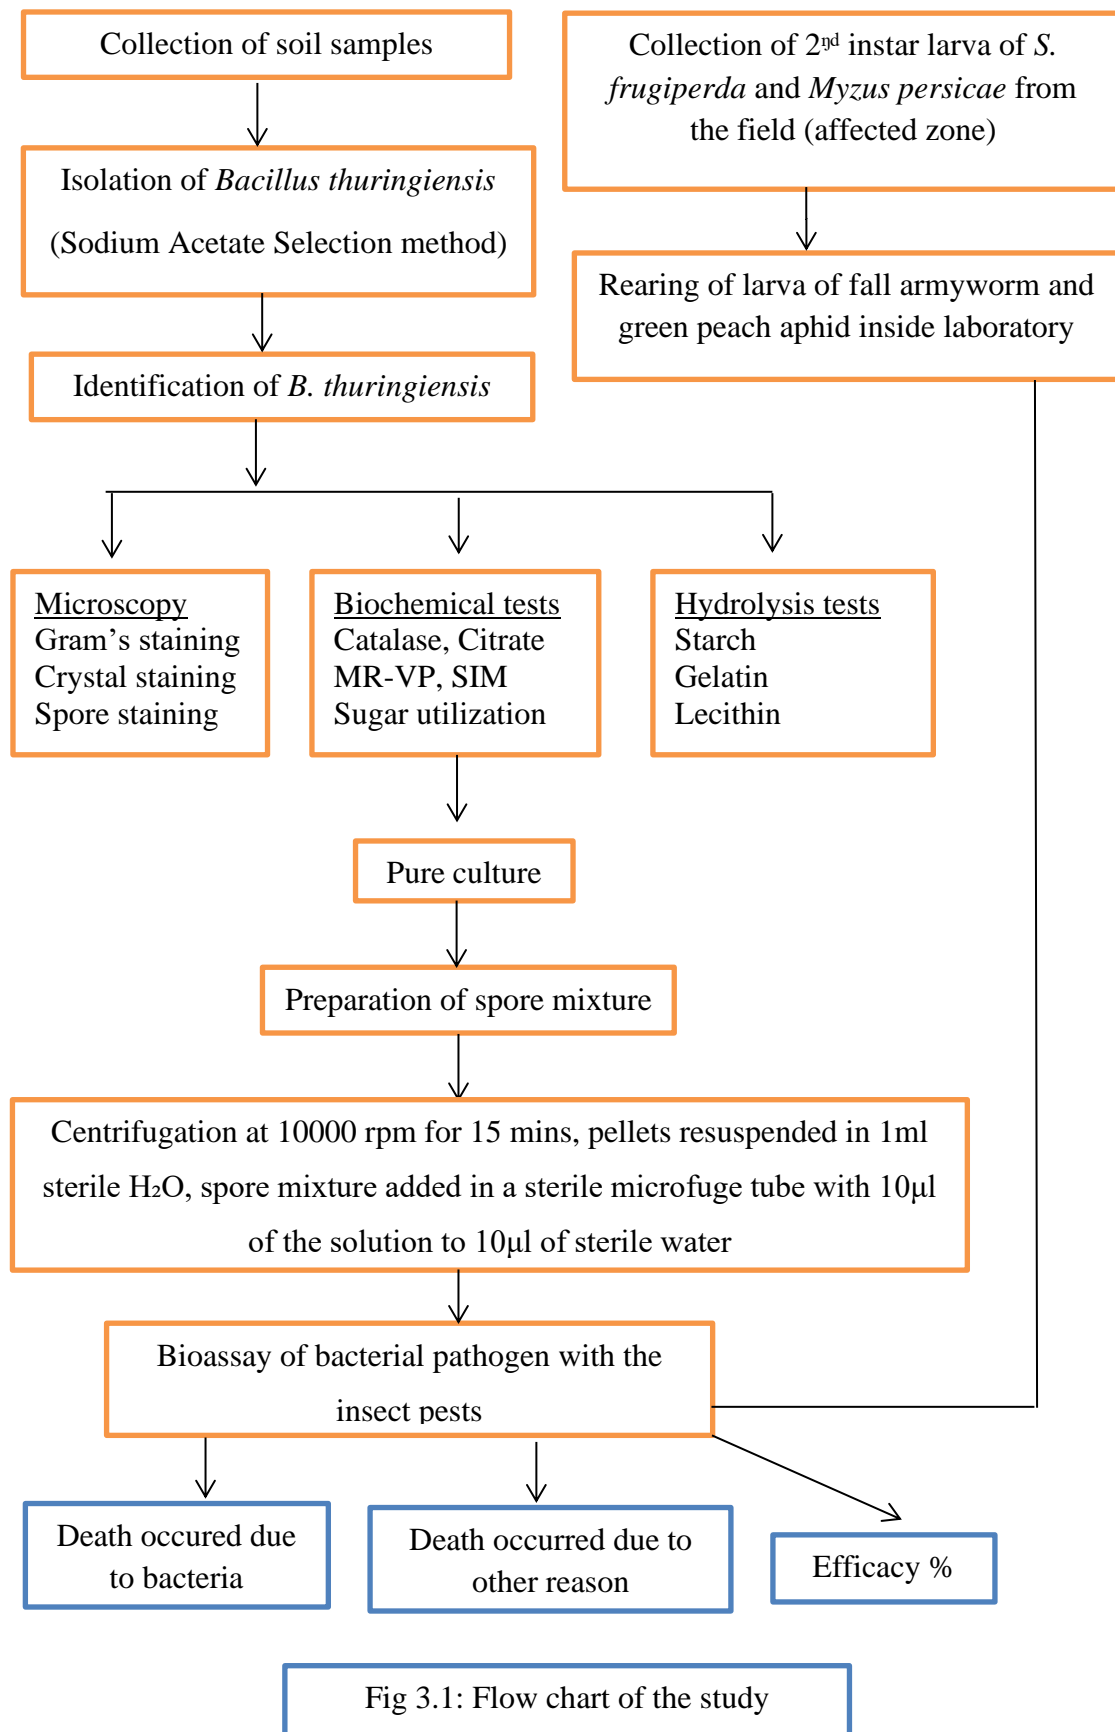 Collection of soil samples
Collection of 2ⁿᵈ instar larva of S.
frugiperda and Myzus persicae from
the field (affected zone)
Isolation of Bacillus thuringiensis
(Sodium Acetate Selection method)
Rearing of larva of fall armyworm and
green peach aphid inside laboratory
Identification of B. thuringiensis
Microscopy
Gram’s staining
Crystal staining
Spore staining
Biochemical tests
Catalase, Citrate
MR-VP, SIM
Sugar utilization
Hydrolysis tests
Starch
Gelatin
Lecithin
Pure culture
Preparation of spore mixture
Centrifugation at 10000 rpm for 15 mins, pellets resuspended in 1ml
sterile H₂O, spore mixture added in a sterile microfuge tube with 10µl
of the solution to 10µl of sterile water
Bioassay of bacterial pathogen with the
insect pests
Death occured due
to bacteria
Death occurred due to
other reason
Efficacy %
Fig 3.1: Flow chart of the study